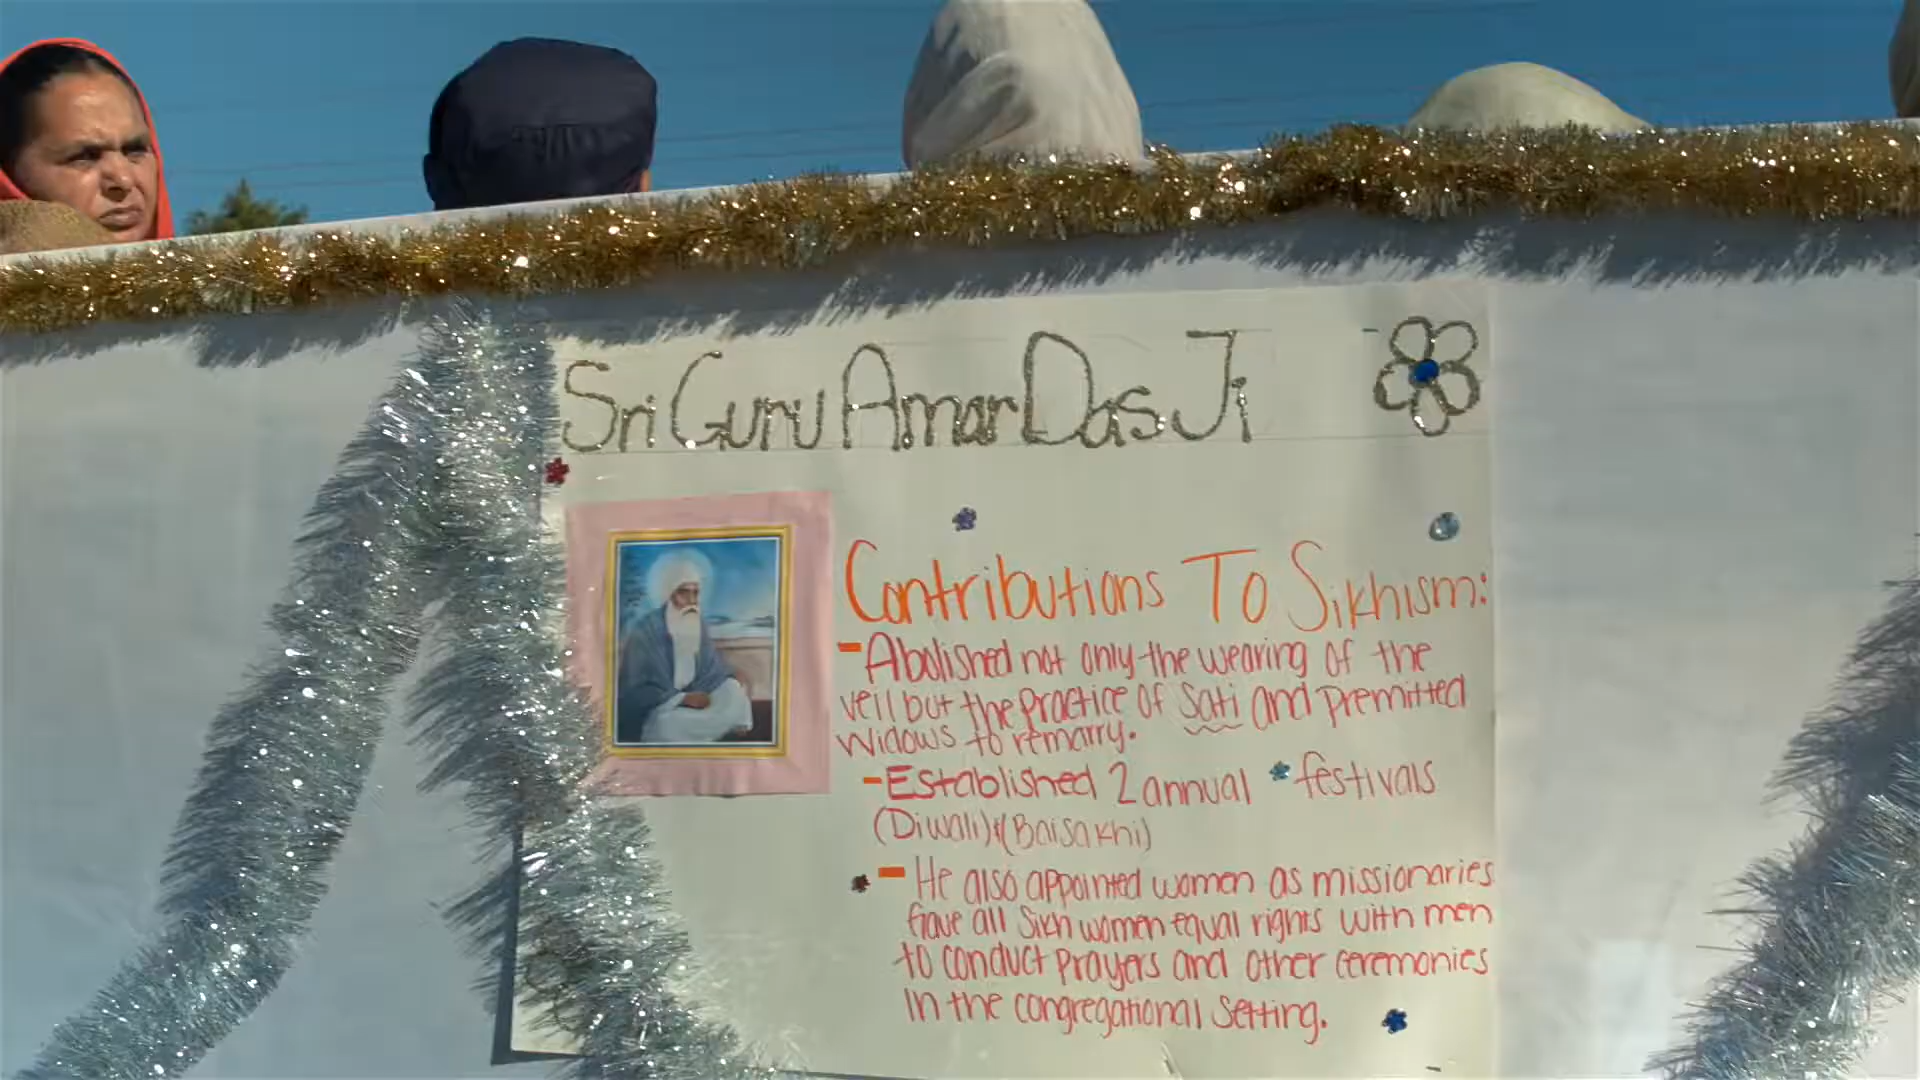 Sri Guru Amar Das Ji
Contributions To Sikhism:
-Abolished not only the wearing of the
veil but the practice of Sati and premitted
widows to remarry.
-Established 2 annual *festivals
(Diwali)&(Baisakhi)
- He also appointed women as missionaries
Gave all Sikh women equal rights with men
to conduct prayers and other ceremonies
in the congregational setting.